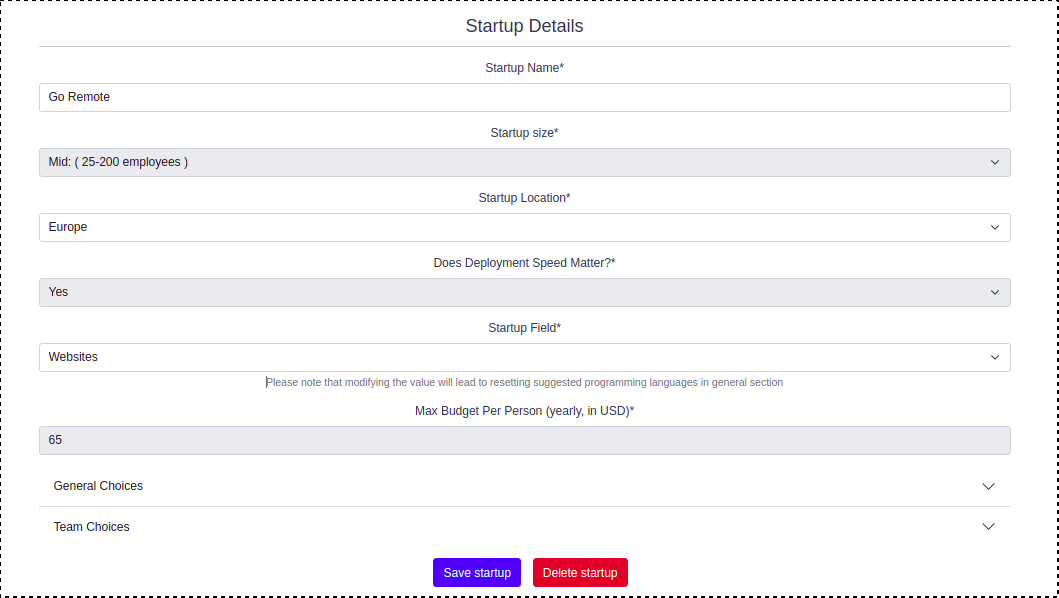 Startup Details
Startup Name*
Go Remote
Startup size*
Mid: ( 25-200 employees )
Startup Location*
Europe
Does Deployment Speed Matter?*
Yes
Startup Field*
Websites
Please note that modifying the value will lead to resetting suggested programming languages in general section
Max Budget Per Person (yearly, in USD)*
65
General Choices
Team Choices
Save startup Delete startup